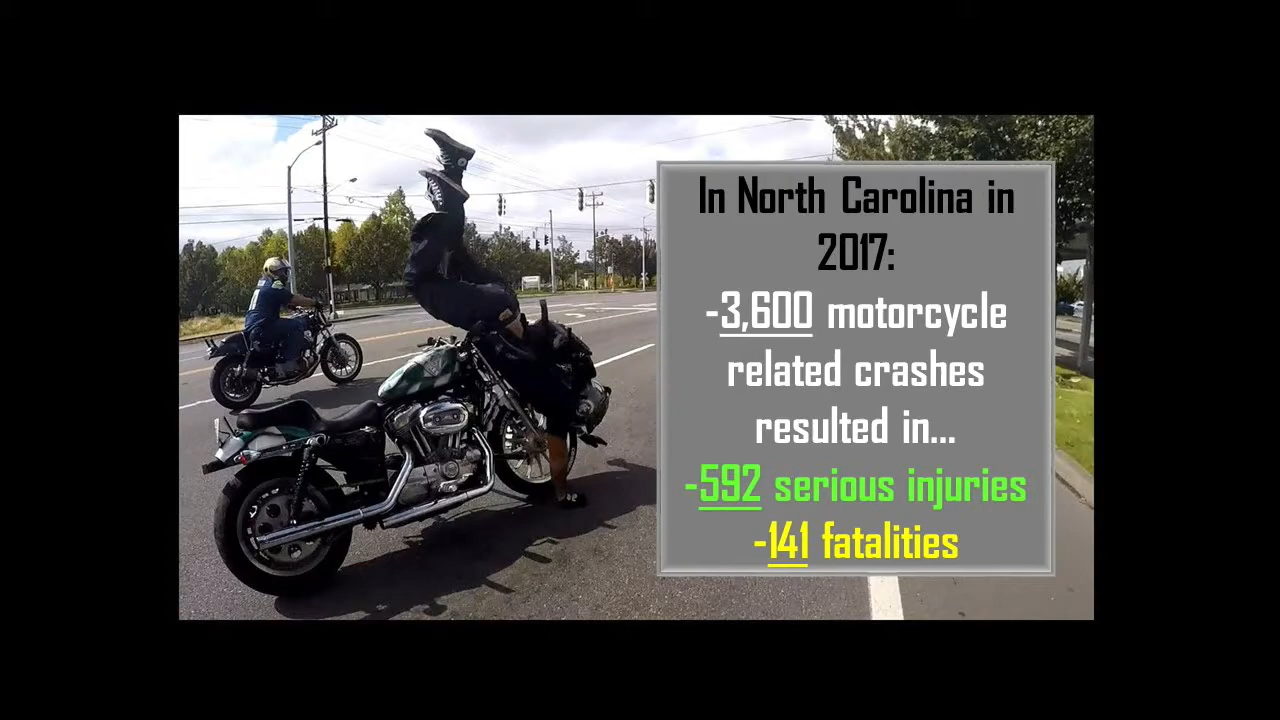 In North Carolina in
2017:
-3,600 motorcycle
related crashes
resulted in...
-592 serious injuries
-141 fatalities